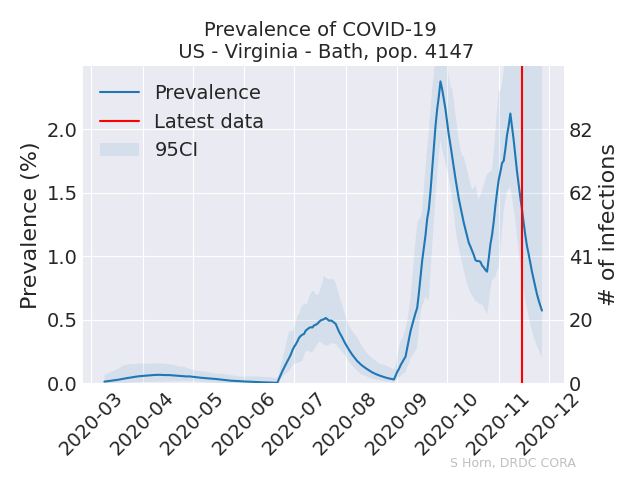 Prevalence of COVID-19
US - Virginia - Bath, pop. 4147
Prevalence
Latest data
95CI
Prevalence (%)
2.0
1.5
1.0
0.5
0.0
82
62
41
20
0
# of infections
2020-03
2020-04
2020-05
2020-06
2020-07
2020-08
2020-09
2020-10
2020-11
2020-12
S Horn, DRDC CORA